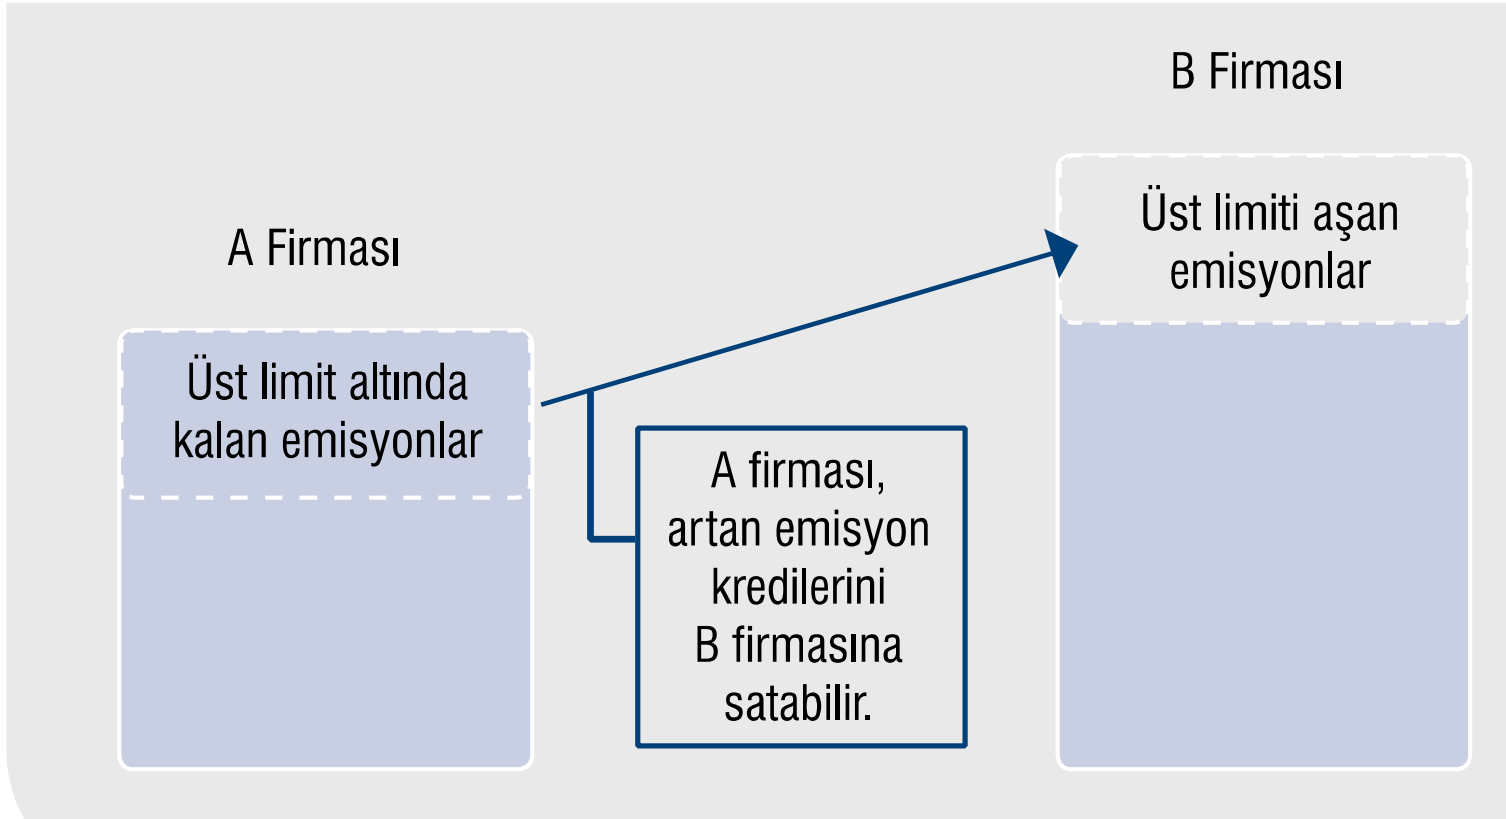 B Firması
Üst limiti aşan
emisyonlar
A Firması
Üst limit altında
kalan emisyonlar
A firması,
artan emisyon
kredilerini
B firmasına
satabilir.